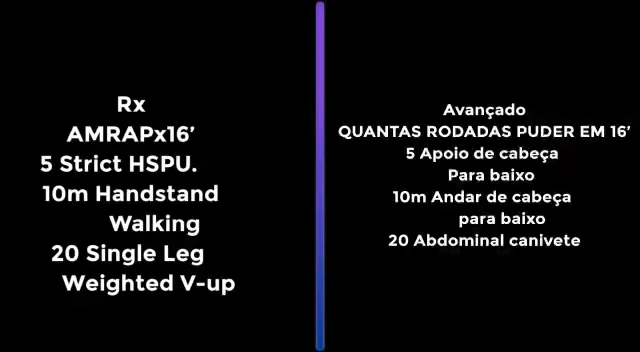 Rx
AMRAPx16’
5 Strict HSPU.
10m Handstand
Walking
20 Single Leg
Weighted V-up
Avançado
QUANTAS RODADAS PUDER EM 16’
5 Apoio de cabeça
Para baixo
10m Andar de cabeça
para baixo
20 Abdominal canivete